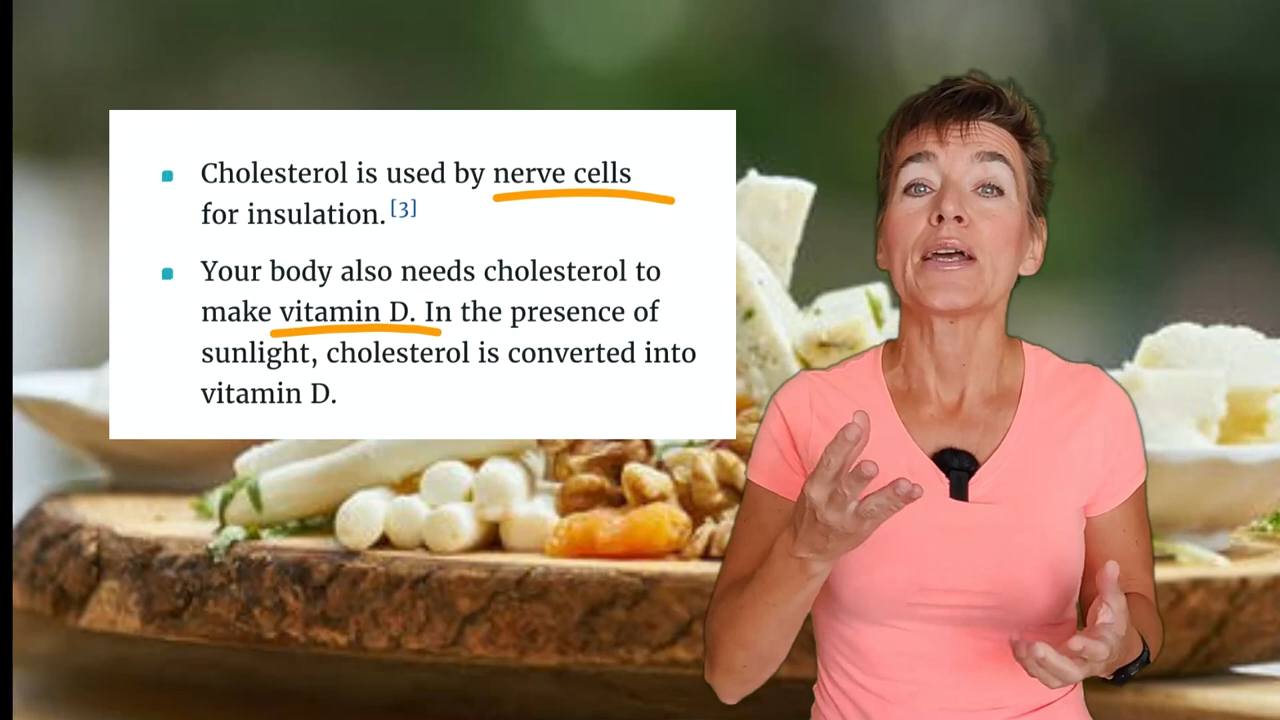 Cholesterol is used by nerve cells
for insulation.[3]
Your body also needs cholesterol to
make vitamin D. In the presence of
sunlight, cholesterol is converted into
vitamin D.